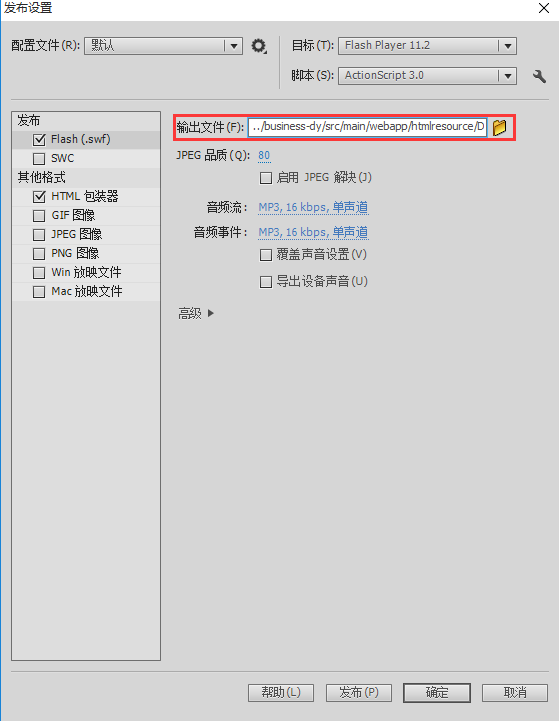 发布设置
配置文件(R): 默认
目标(T): Flash Player 11.2
脚本(S): ActionScript 3.0
发布
Flash (.swf)
SWC
其他格式
HTML 包装器
GIF 图像
JPEG 图像
PNG 图像
Win 放映文件
Mac 放映文件
输出文件(F): ../business-dy/src/main/webapp/htmlresource/D
JPEG 品质(Q): 80
启用 JPEG 解块(J)
音频流: MP3, 16 kbps, 单声道
音频事件: MP3, 16 kbps, 单声道
覆盖声音设置(V)
导出设备声音(U)
高级
帮助(L) 发布(P) 确定 取消